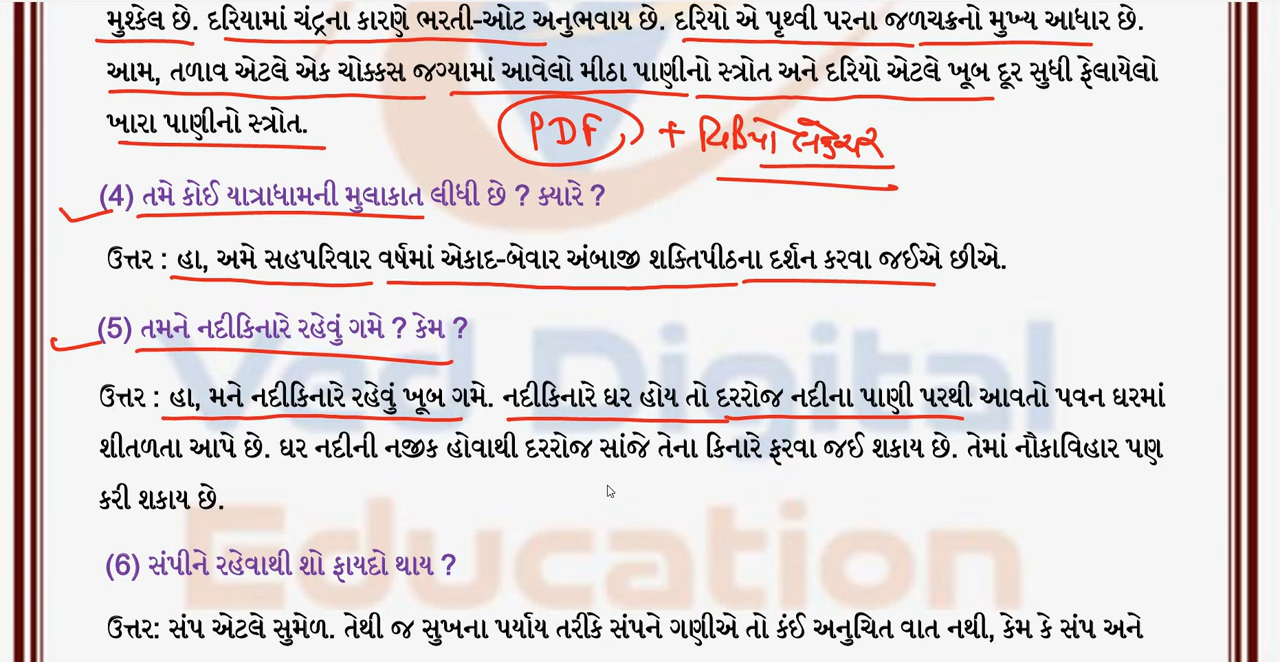 મુશ્કેલ છે. દરિયામાં ચંદ્રના કારણે ભરતી-ઓટ અનુભવાય છે. દરિયો એ પૃથ્વી પરના જળચક્રનો મુખ્ય આધાર છે.
આમ, તળાવ એટલે એક ચોક્કસ જગ્યામાં આવેલો મીઠા પાણીનો સ્ત્રોત અને દરિયો એટલે ખૂબ દૂર સુધી ફેલાયેલો
ખારા પાણીનો સ્ત્રોત.
PDF + વિડિયો લેક્ચર
(4) તમે કોઈ યાત્રાધામની મુલાકાત લીધી છે ? ક્યારે ?
ઉત્તર : હા, અમે સહપરિવાર વર્ષમાં એકાદ-બેવાર અંબાજી શક્તિપીઠના દર્શન કરવા જઈએ છીએ.
(5) તમને નદીકિનારે રહેવું ગમે ? કેમ ?
ઉત્તર : હા, મને નદીકિનારે રહેવું ખૂબ ગમે. નદીકિનારે ઘર હોય તો દરરોજ નદીના પાણી પરથી આવતો પવન ઘરમાં
શીતળતા આપે છે. ઘર નદીની નજીક હોવાથી દરરોજ સાંજે તેના કિનારે ફરવા જઈ શકાય છે. તેમાં નૌકાવિહાર પણ
કરી શકાય છે.
(6) સંપીને રહેવાથી શો ફાયદો થાય ?
ઉત્તર: સંપ એટલે સુમેળ. તેથી જ સુખના પર્યાય તરીકે સંપને ગણીએ તો કંઈ અનુચિત વાત નથી, કેમ કે સંપ અને
Ved Digital
Education